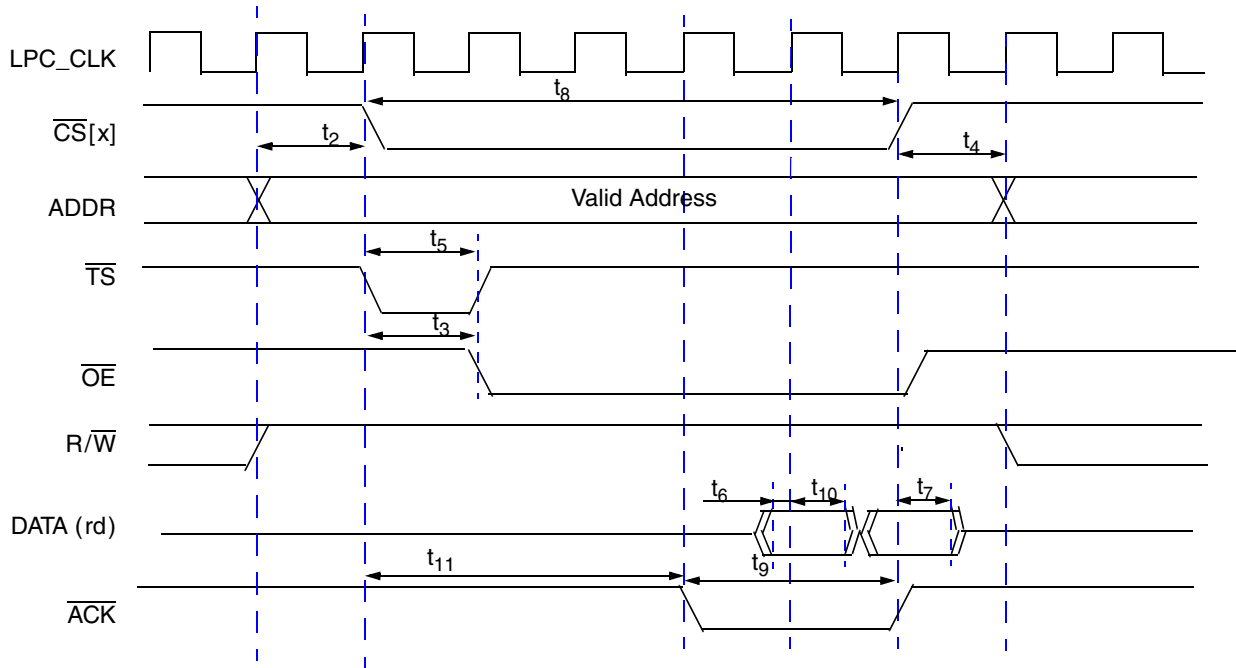 LPC_CLK
t8
CS[x]
t2
t4
ADDR
Valid Address
t5
TS
t3
OE
R/W
t6
t10
t7
DATA (rd)
t11
t9
ACK